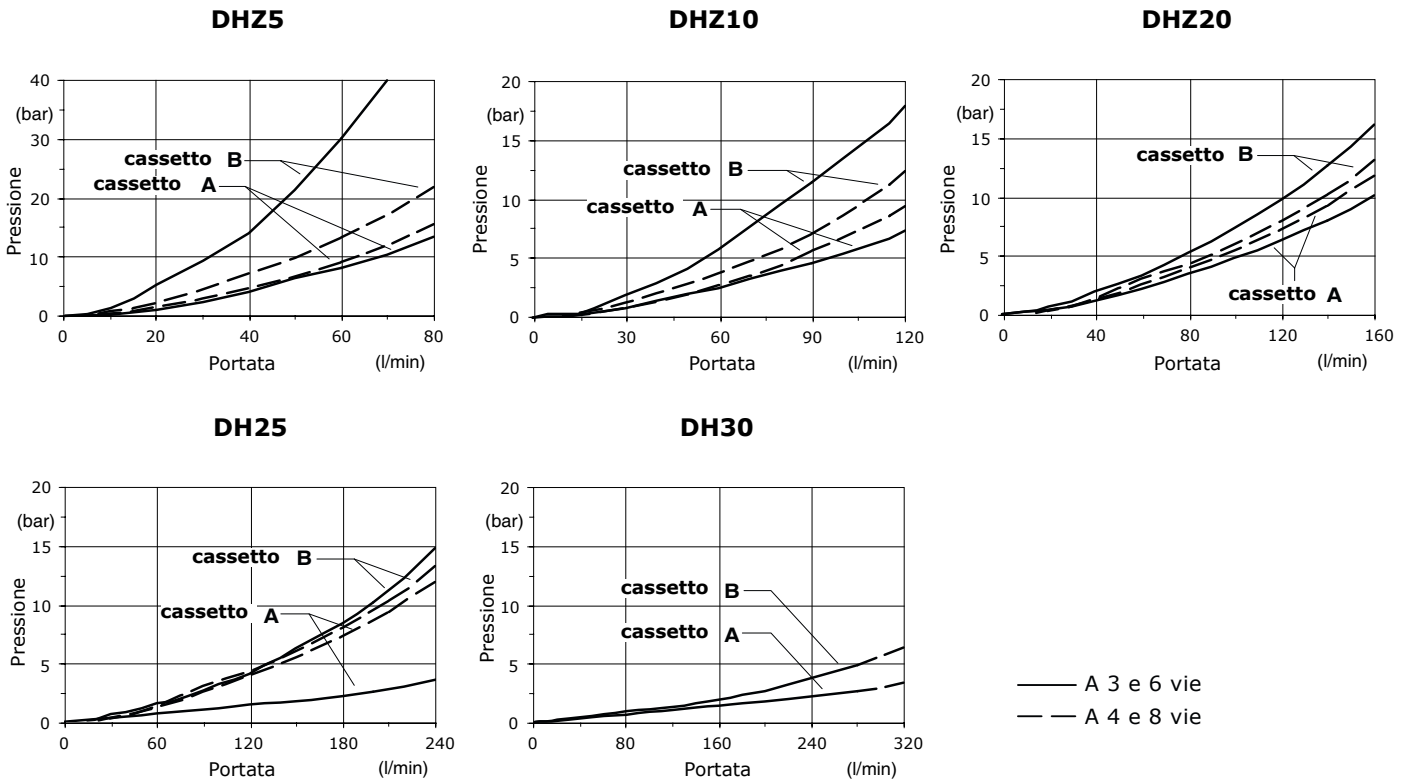 DHZ5
DHZ10
DHZ20
40
(bar)
30
20
10
0
Pressione
cassetto B
cassetto A
0 20 40 60 80
Portata (l/min)
20
(bar)
15
10
5
0
Pressione
cassetto B
cassetto A
0 30 60 90 120
Portata (l/min)
20
(bar)
15
10
5
0
Pressione
cassetto B
cassetto A
0 40 80 120 160
Portata (l/min)
DH25
DH30
20
(bar)
15
10
5
0
Pressione
cassetto B
cassetto A
0 60 120 180 240
Portata (l/min)
20
(bar)
15
10
5
0
Pressione
cassetto B
cassetto A
0 80 160 240 320
Portata (l/min)
A 3 e 6 vie
A 4 e 8 vie